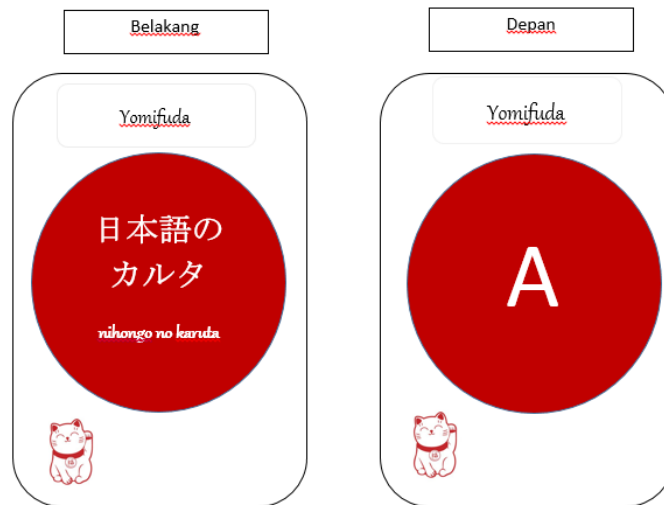 Belakang
Yomifuda
日本語の
カルタ
nihongo no karuta
Depan
Yomifuda
A